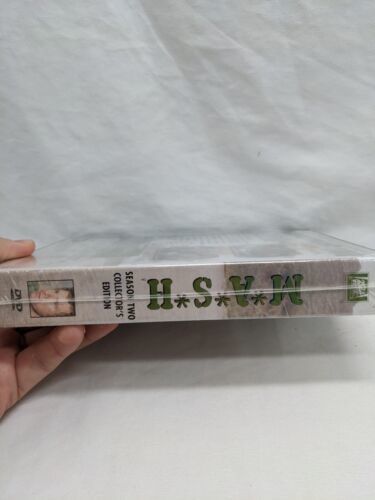 M*A*S*H
SEASON TWO
COLLECTOR'S
EDITION
DVD